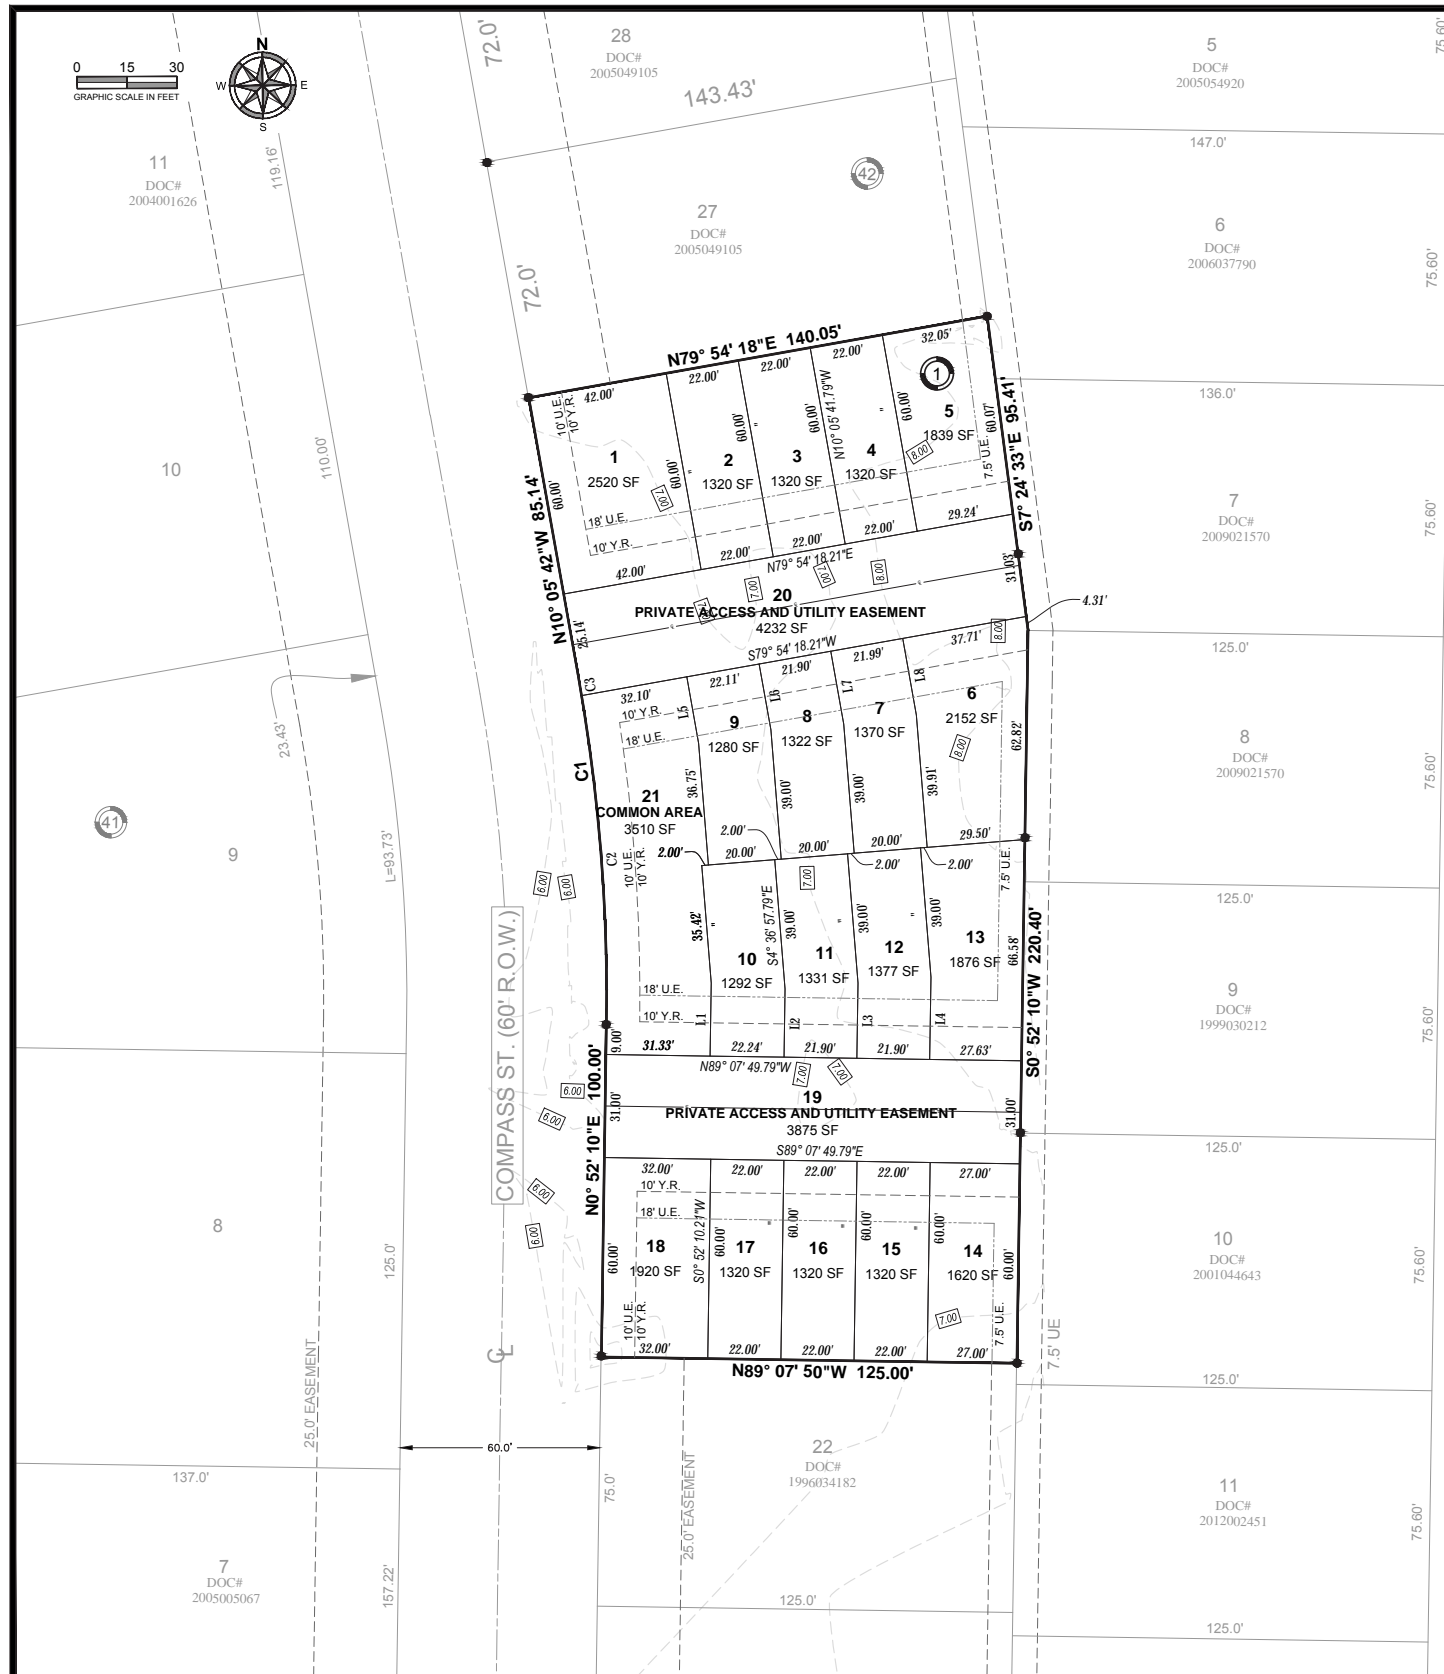 28
DOC#
2005049105
72.0'
143.43'
5
DOC#
2005054920
75.60'
0 15 30
GRAPHIC SCALE IN FEET
N
W E
S
147.0'
11
DOC#
2004001626
119.16'
42
27
DOC#
2005049105
6
DOC#
2006037790
75.60'
72.0'
N79° 54' 18"E 140.05'
32.05'
22.00'
22.00'
22.00'
42.00'
1
136.0'
10' U.E.
10' Y.R.
60.00'
60.00'
N10° 05' 41.79"W
60.00'
5
1839 SF
60.07'
S7° 24' 33"E 95.41'
10
110.00'
1
2520 SF
60.00'
"
2
1320 SF
"
3
1320 SF
4
1320 SF
"
8.00
7.5' U.E.
7.00
N10° 05' 42"W 85.14'
60.00'
18' U.E.
10' Y.R.
7
DOC#
2009021570
75.60'
29.24'
22.00'
22.00'
22.00'
42.00'
N79° 54' 18.21"E
7.00
7.00
7.00
8.00
31.03'
20
PRIVATE ACCESS AND UTILITY EASEMENT
4232 SF
4.31'
25.14'
S79° 54' 18.21"W
8.00
125.0'
C3
32.10'
22.11'
21.90'
21.99'
37.71'
L5
L6
L7
L8
10' Y.R.
18' U.E.
9
1280 SF
8
1322 SF
7
1370 SF
6
2152 SF
8.00
62.82'
23.43'
8
DOC#
2009021570
75.60'
C1
36.75'
39.00'
39.00'
39.91'
21
COMMON AREA
3510 SF
41
9
L=93.73'
2.00'
2.00'
20.00'
20.00'
20.00'
29.50'
2.00'
2.00'
C2
10' U.E.
10' Y.R.
7.00
7.5' U.E.
6.00
6.00
125.0'
35.42'
"
S4° 36' 57.79"E
39.00'
"
39.00'
"
39.00'
10
1292 SF
11
1331 SF
12
1377 SF
13
1876 SF
66.58'
S0° 52' 10"W 220.40'
COMPASS ST. (60' R.O.W.)
18' U.E.
10' Y.R.
L1
L2
L3
L4
9
DOC#
1999030212
75.60'
9.00'
31.33'
22.24'
21.90'
21.90'
27.63'
N89° 07' 49.79"W
7.00
7.00
6.00
6.00
31.00'
19
PRIVATE ACCESS AND UTILITY EASEMENT
3875 SF
31.00'
N0° 52' 10"E 100.00'
S89° 07' 49.79"E
125.0'
32.00'
22.00'
22.00'
22.00'
27.00'
10' Y.R.
18' U.E.
6.00
6.00
S0° 52' 10.21"W
60.00'
"
60.00'
"
60.00'
"
60.00'
8
125.0'
60.00'
18
1920 SF
17
1320 SF
16
1320 SF
15
1320 SF
14
1620 SF
60.00'
10
DOC#
2001044643
75.60'
10' U.E.
10' Y.R.
7.00
7.5' U.E.
7.5' UE
32.00'
22.00'
22.00'
22.00'
27.00'
N89° 07' 50"W 125.00'
CL
25.0' EASEMENT
125.0'
60.0'
22
DOC#
1996034182
137.0'
75.0'
25.0' EASEMENT
11
DOC#
2012002451
75.60'
7
DOC#
2005005067
157.22'
125.0'
125.0'